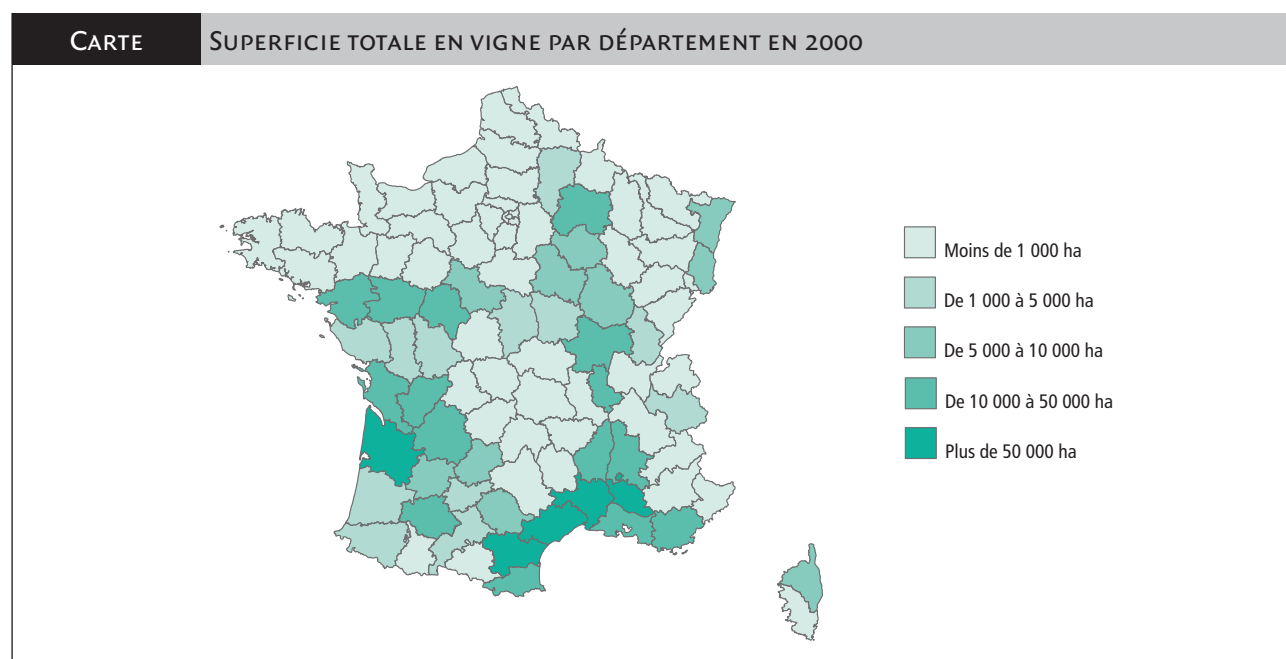 CARTE SUPERFICIE TOTALE EN VIGNE PAR DÉPARTEMENT EN 2000
Moins de 1 000 ha
De 1 000 à 5 000 ha
De 5 000 à 10 000 ha
De 10 000 à 50 000 ha
Plus de 50 000 ha